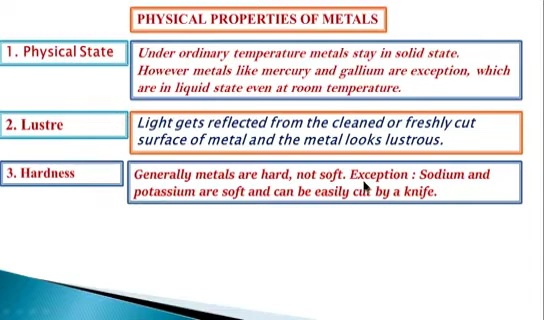 PHYSICAL PROPERTIES OF METALS
1. Physical State
Under ordinary temperature metals stay in solid state.
However metals like mercury and gallium are exception, which
are in liquid state even at room temperature.
2. Lustre
Light gets reflected from the cleaned or freshly cut
surface of metal and the metal looks lustrous.
3. Hardness
Generally metals are hard, not soft. Exception : Sodium and
potassium are soft and can be easily cut by a knife.